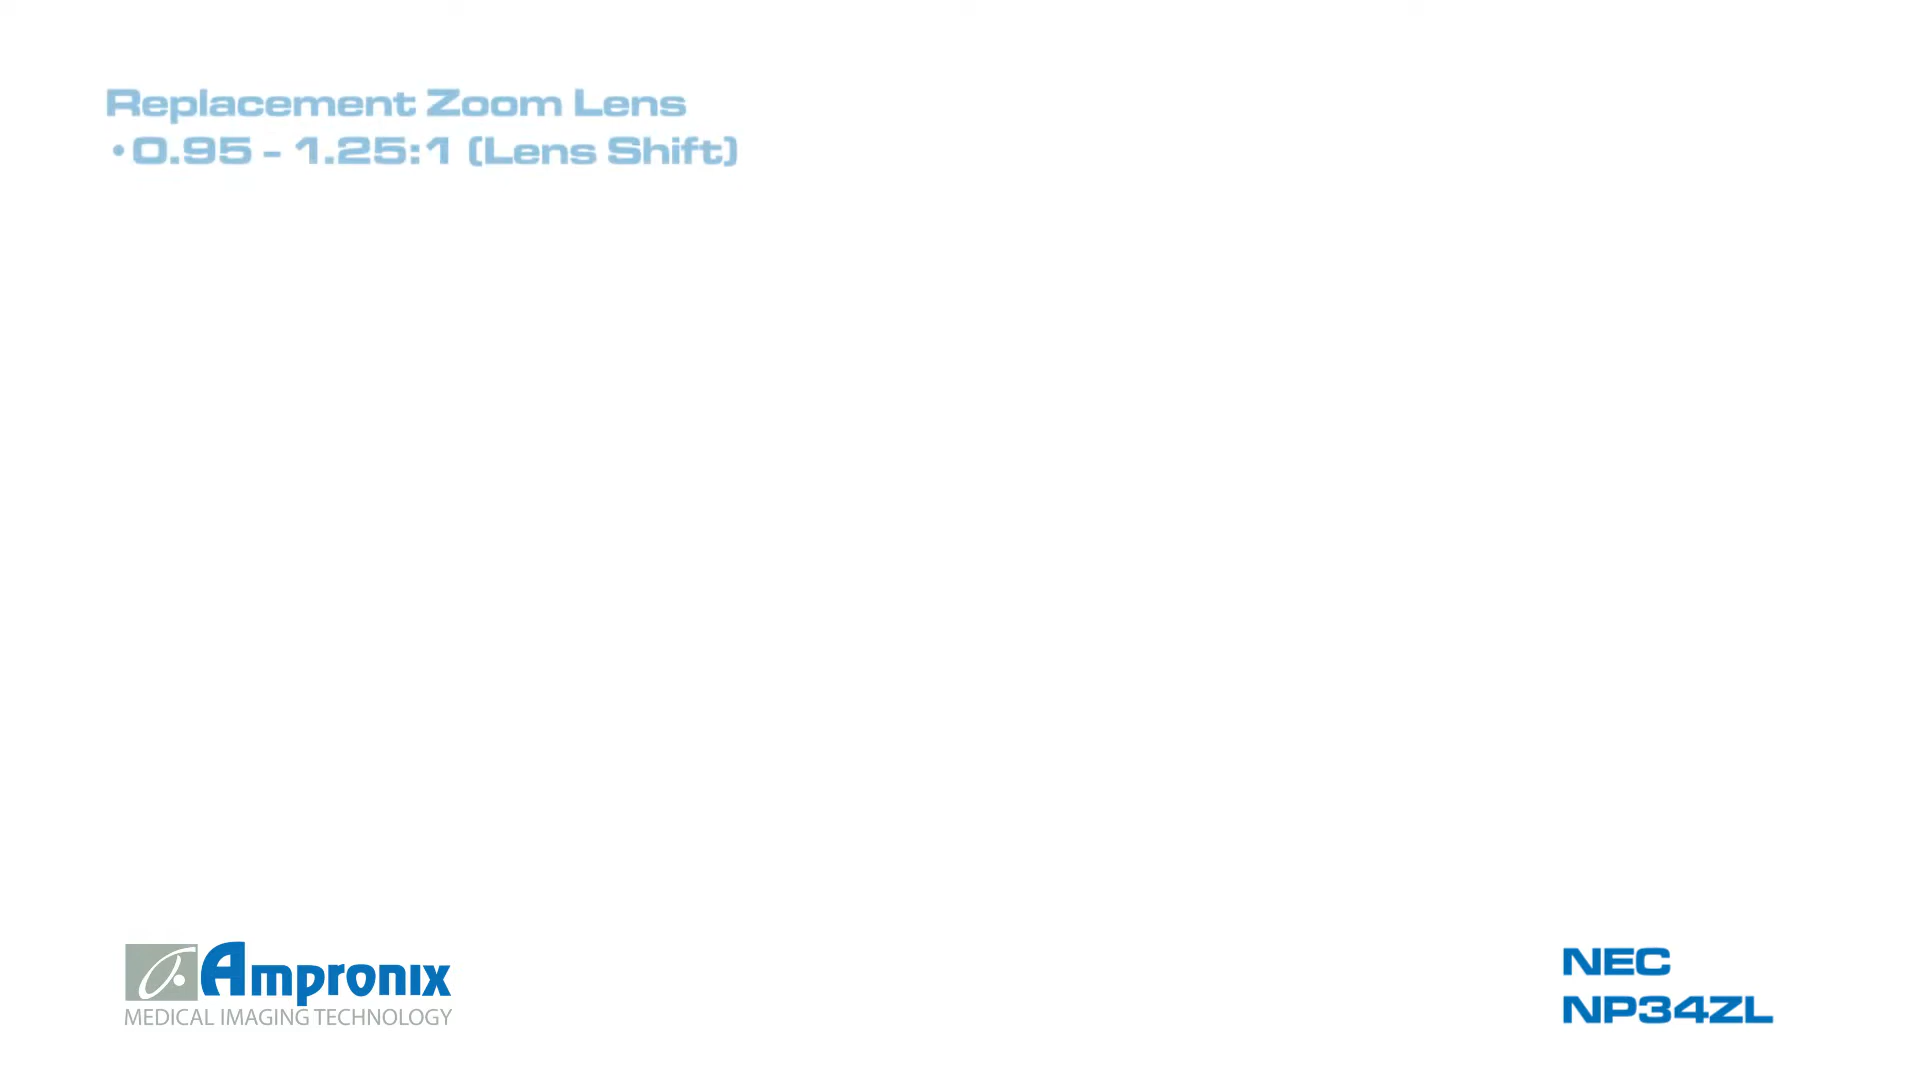 Replacement Zoom Lens
•0.95 - 1.25:1 (Lens Shift)
Ampronix
MEDICAL IMAGING TECHNOLOGY
NEC
NP34ZL